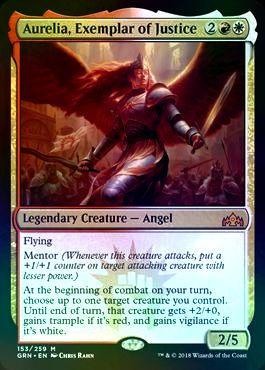 Aurelia, Exemplar of Justice 2
Legendary Creature — Angel
Flying
Mentor (Whenever this creature attacks, put a
+1/+1 counter on target attacking creature with
lesser power.)
At the beginning of combat on your turn,
choose up to one target creature you control.
Until end of turn, that creature gets +2/+0,
gains trample if it's red, and gains vigilance if
it's white.
2/5
153/259 M
GRN • EN Chris Rahn
™ & © 2018 Wizards of the Coast